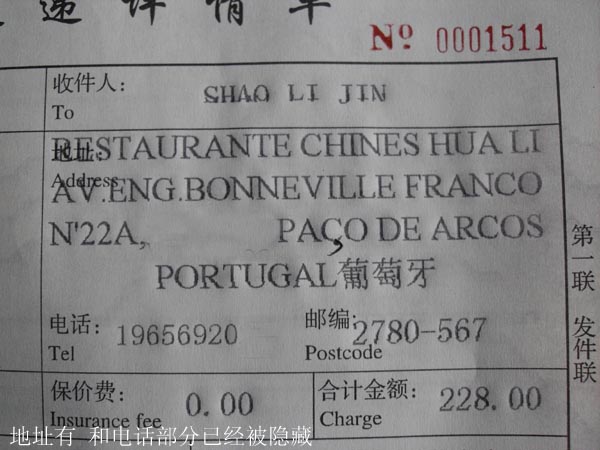 递详情单
Nº 0001511
收件人: SHAO LI JIN
To
地址: RESTAURANTE CHINES HUA LI
Address AV.ENG.BONNEVILLE FRANCO
N'22A, PAÇO DE ARCOS
PORTUGAL葡萄牙
电话: 19656920 邮编: 2780-567
Tel Postcode
保价费: 0.00 合计金额: 228.00
Insurance fee Charge
第一联 发件联
地址有 和电话部分已经被隐藏